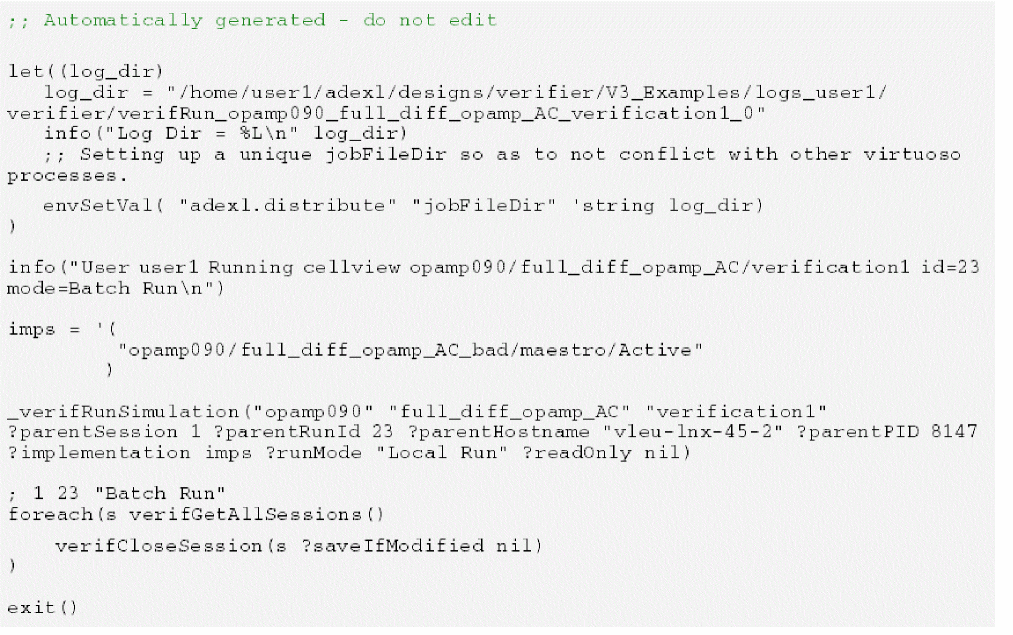 ;; Automatically generated - do not edit
let((log_dir)
log_dir = "/home/user1/adexl/designs/verifier/V3_Examples/logs_user1/
verifier/verifRun_opamp090_full_diff_opamp_AC_verification1_0"
info("Log Dir = %L\n" log_dir)
;; Setting up a unique jobFileDir so as to not conflict with other virtuoso
processes.
envSetVal( "adexl.distribute" "jobFileDir" 'string log_dir)
)
info("User user1 Running cellview opamp090/full_diff_opamp_AC/verification1 id=23
mode=Batch Run\n")
imps = '(
"opamp090/full_diff_opamp_AC_bad/maestro/Active"
)
_verifRunSimulation("opamp090" "full_diff_opamp_AC" "verification1"
?parentSession 1 ?parentRunId 23 ?parentHostname "vleu-lnx-45-2" ?parentPID 8147
?implementation imps ?runMode "Local Run" ?readOnly nil)
; 1 23 "Batch Run"
foreach(s verifGetAllSessions()
verifCloseSession(s ?saveIfModified nil)
)
exit()